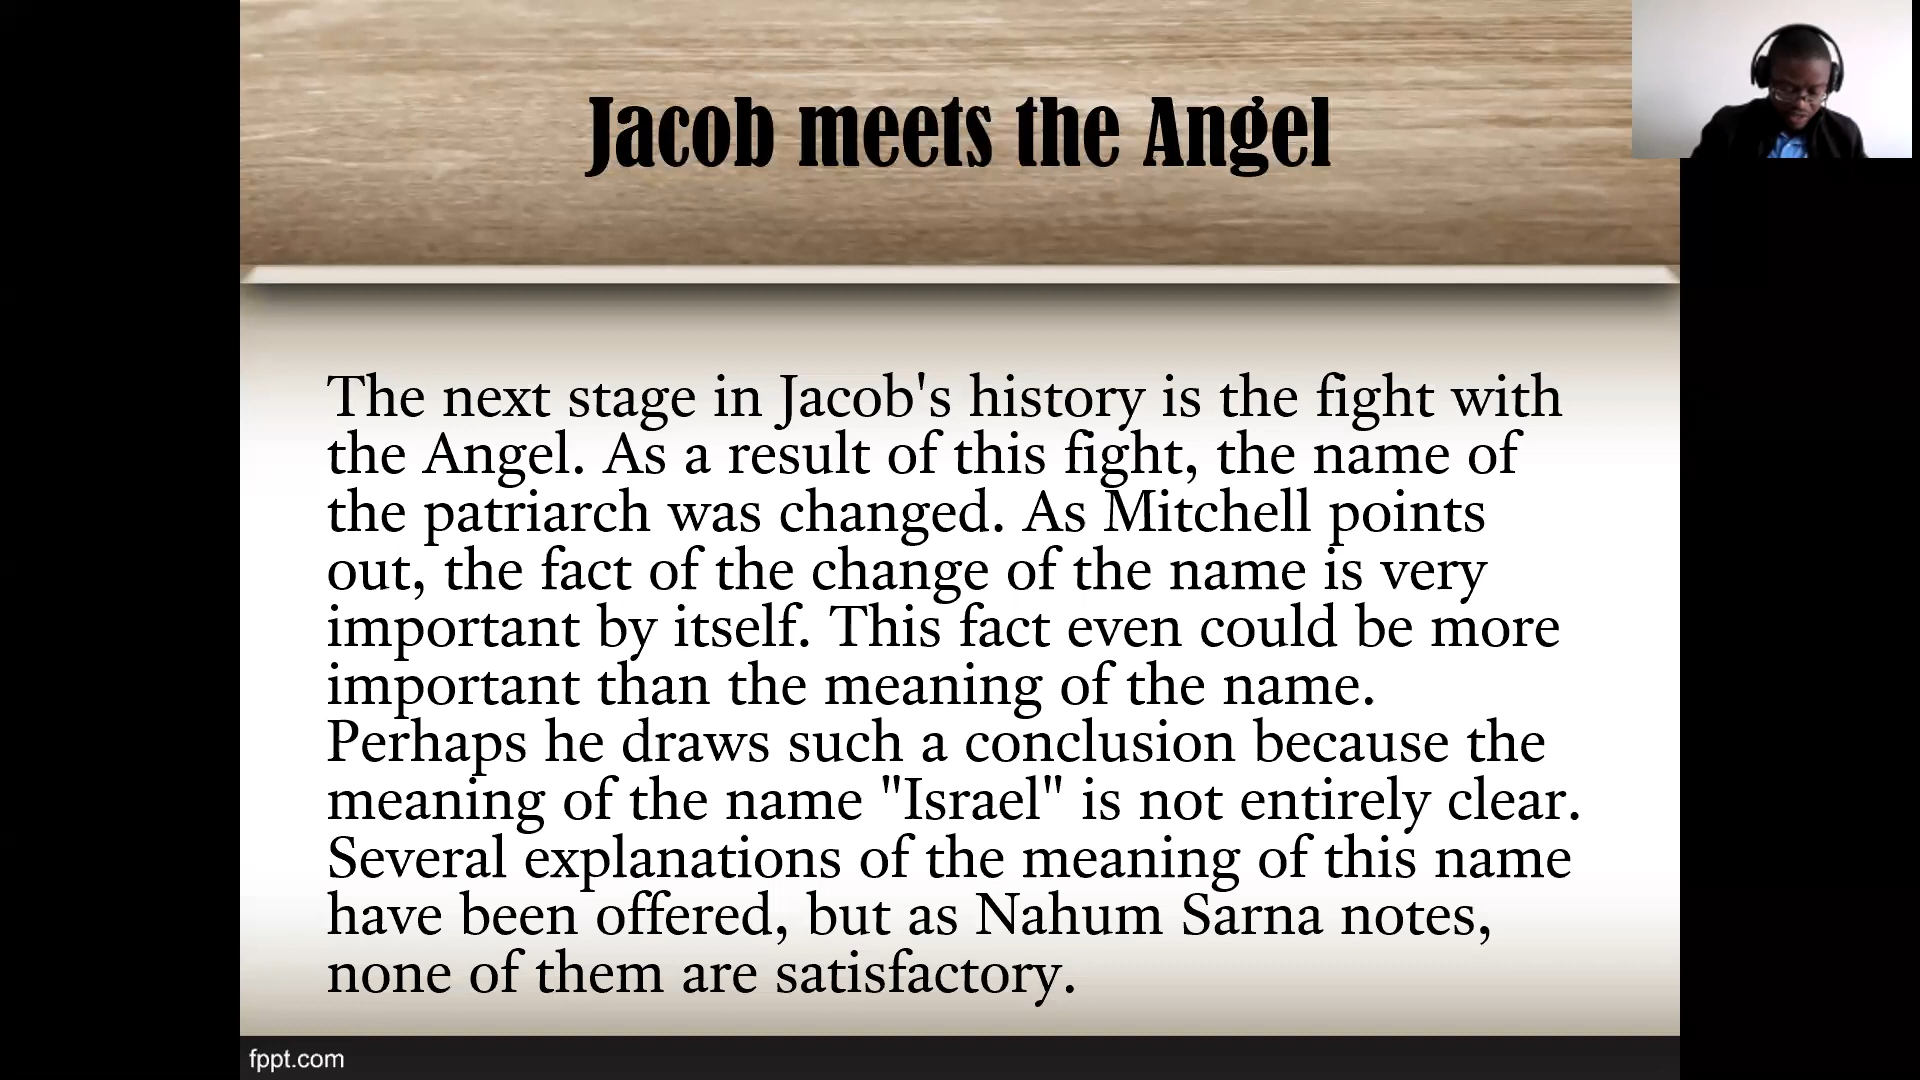 Jacob meets the Angel
The next stage in Jacob's history is the fight with
the Angel. As a result of this fight, the name of
the patriarch was changed. As Mitchell points
out, the fact of the change of the name is very
important by itself. This fact even could be more
important than the meaning of the name.
Perhaps he draws such a conclusion because the
meaning of the name "Israel" is not entirely clear.
Several explanations of the meaning of this name
have been offered, but as Nahum Sarna notes,
none of them are satisfactory.
fppt.com